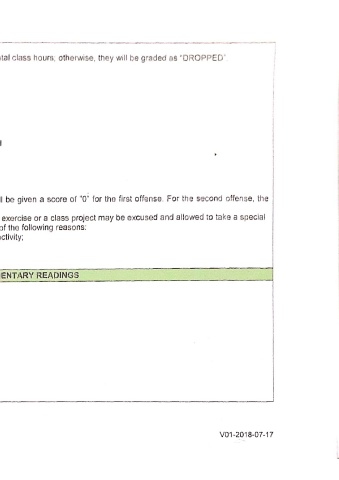 tal class hours; otherwise, they will be graded as "DROPPED".
ll be given a score of "0" for the first offense. For the second offense, the
exercise or a class project may be excused and allowed to take a special
of the following reasons:
ctivity;
ENTARY READINGS
V01-2018-07-17